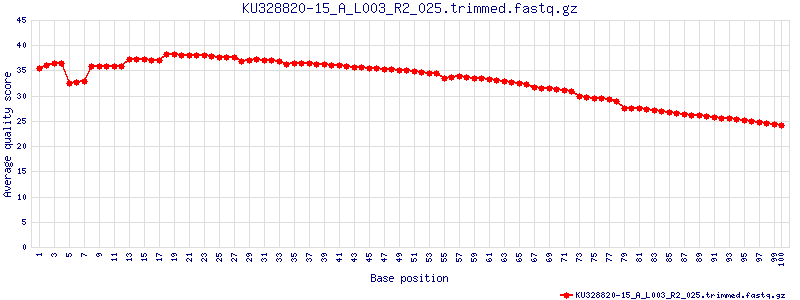 KU328820-15_A_L003_R2_025.trimmed.fastq.gz
45
40
35
30
25
20
15
10
5
0
Average quality score
1 3 5 7 9 11 13 15 17 19 21 23 25 27 29 31 33 35 37 39 41 43 45 47 49 51 53 55 57 59 61 63 65 67 69 71 73 75 77 79 81 83 85 87 89 91 93 95 97 99 100
Base position
KU328820-15_A_L003_R2_025.trimmed.fastq.gz